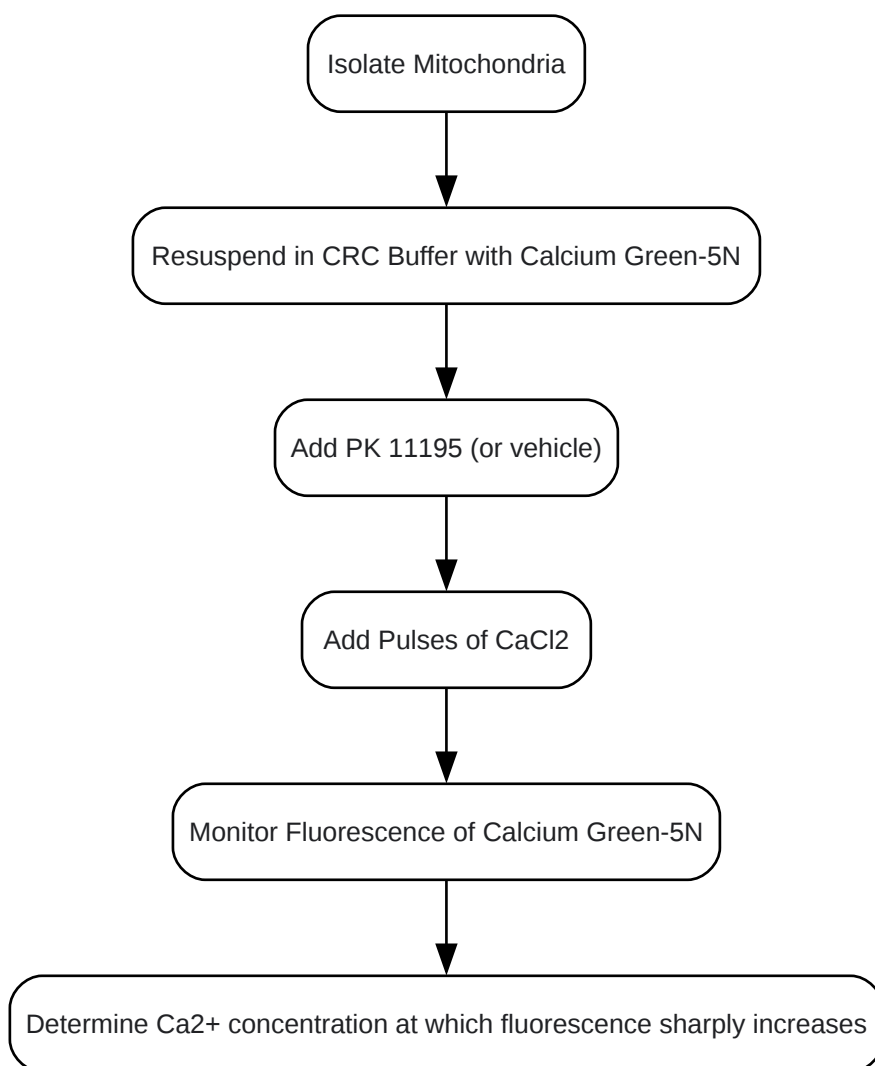 Isolate Mitochondria
Resuspend in CRC Buffer with Calcium Green-5N
Add PK 11195 (or vehicle)
Add Pulses of CaCl2
Monitor Fluorescence of Calcium Green-5N
Determine Ca2+ concentration at which fluorescence sharply increases